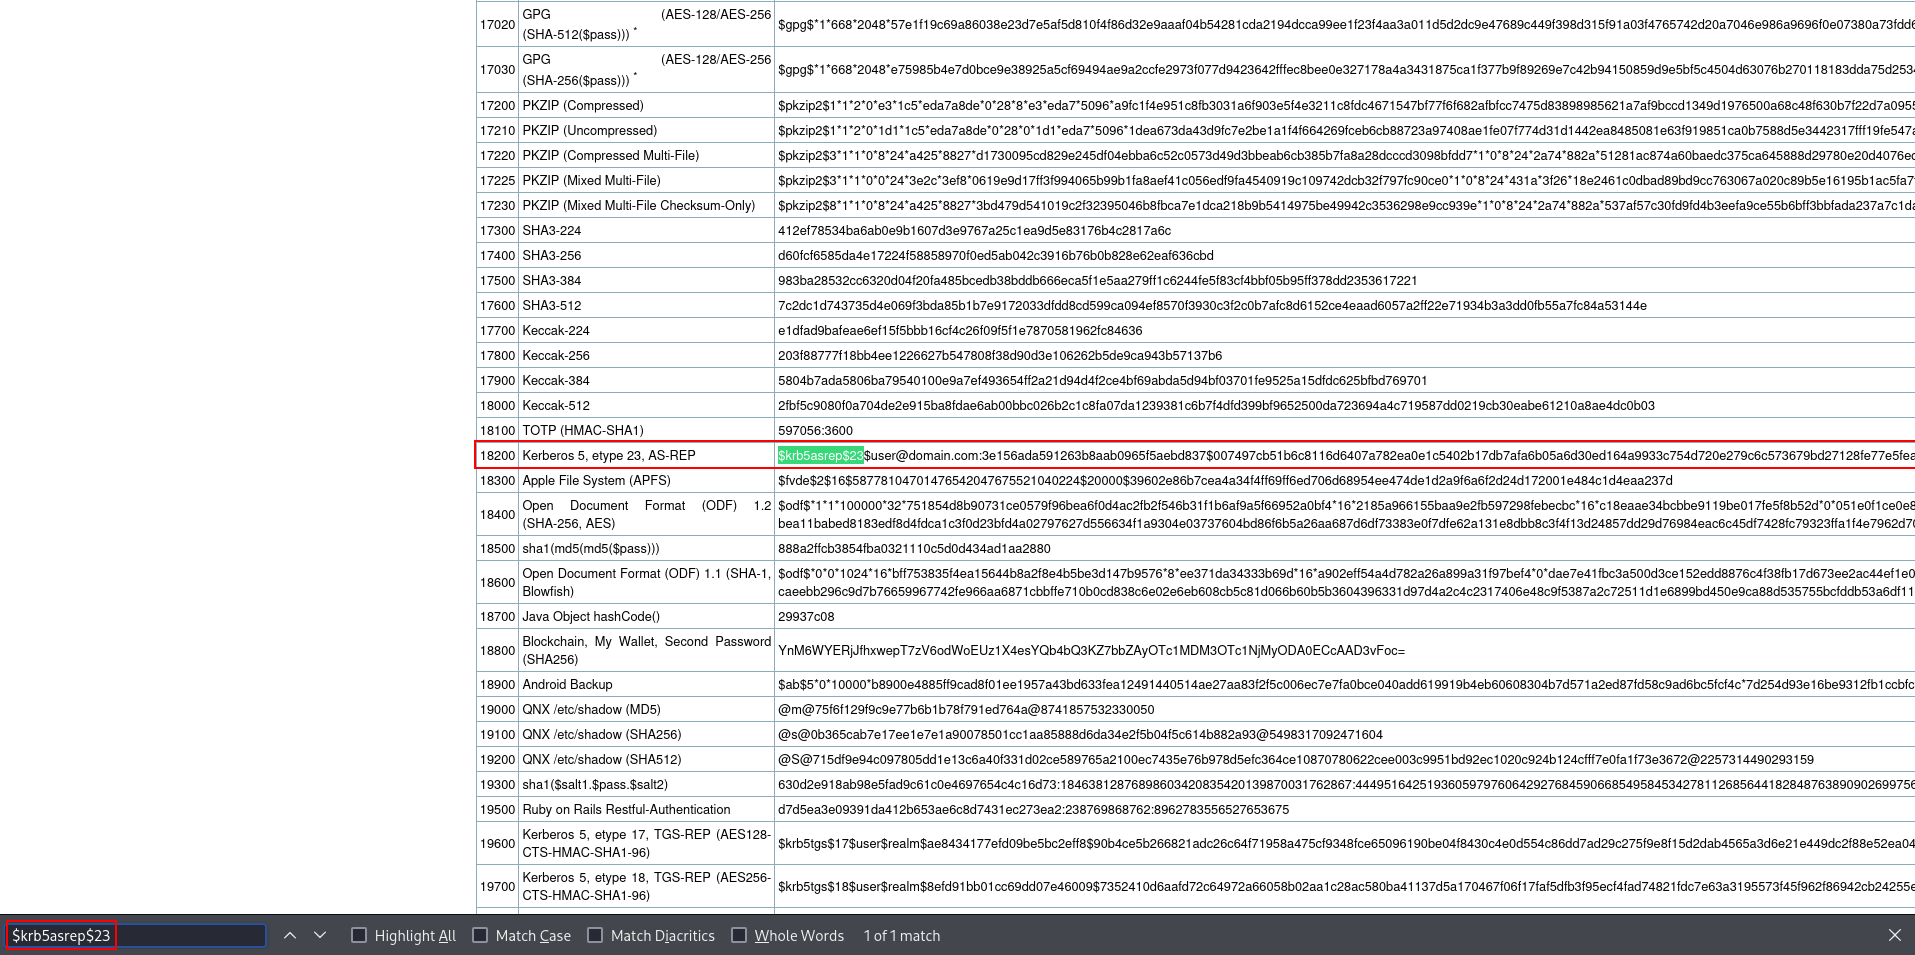 GPG (AES-128/AES-256
17020 (SHA-512($pass))) * $gpg$*1*668*2048*57e1f19c69a86038e23d7e5af5d810f4f86d32e9aaaf04b54281cda2194dcca99ee1f23f4aa3a011d5d2dc9e47689c449f398d315f91a03f4765742d20a7046e986a9696f0e07380a73fdd6
GPG (AES-128/AES-256
17030 (SHA-256($pass))) * $gpg$*1*668*2048*e75985b4e7d0bce9e38925a5cf69494ae9a2ccfe2973f077d9423642fffec8bee0e327178a4a3431875ca1f377b9f89269e7c42b94150859d9e5bf5c4504d63076b270118183dda75d253
17200 PKZIP (Compressed) $pkzip2$1*1*2*0*e3*1c5*eda7a8de*0*28*8*e3*eda7*5096*a9fc1f4e951c8fb3031a6f903e5f4e3211c8fdc4671547bf77f6f682afbfcc7475d83898985621a7af9bccd1349d1976500a68c48f630b7f22d7a0955
17210 PKZIP (Uncompressed) $pkzip2$1*1*2*0*1d1*1c5*eda7a8de*0*28*0*1d1*eda7*5096*1dea673da43d9fc7e2be1a1f4f664269fceb6cb88723a97408ae1fe07f774d31d1442ea8485081e63f919851ca0b7588d5e3442317fff19fe547a
17220 PKZIP (Compressed Multi-File) $pkzip2$3*1*1*0*8*24*a425*8827*d1730095cd829e245df04ebba6c52c0573d49d3bbeab6cb385b7fa8a28dcccd3098bfdd7*1*0*8*24*2a74*882a*51281ac874a60baedc375ca645888d29780e20d4076ed
17225 PKZIP (Mixed Multi-File) $pkzip2$3*1*1*0*0*24*3e2c*3ef8*0619e9d17ff3f994065b99b1fa8aef41c056edf9fa4540919c109742dcb32f797fc90ce0*1*0*8*24*431a*3f26*18e2461c0dbad89bd9cc763067a020c89b5e16195b1ac5fa7
17230 PKZIP (Mixed Multi-File Checksum-Only) $pkzip2$8*1*1*0*8*24*a425*8827*3bd479d541019c2f32395046b8fbca7e1dca218b9b5414975be49942c3536298e9cc939e*1*0*8*24*2a74*882a*537af57c30fd9fd4b3eefa9ce55b6bff3bbfada237a7c1da
17300 SHA3-224 412ef78534ba6ab0e9b1607d3e9767a25c1ea9d5e83176b4c2817a6c
17400 SHA3-256 d60fcf6585da4e17224f58858970f0ed5ab042c3916b76b0b828e62eaf636cbd
17500 SHA3-384 983ba28532cc6320d04f20fa485bcedb38bddb666eca5f1e5aa279ff1c6244fe5f83cf4bbf05b95ff378dd2353617221
17600 SHA3-512 7c2dc1d743735d4e069f3bda85b1b7e9172033dfdd8cd599ca094ef8570f3930c3f2c0b7afc8d6152ce4eaad6057a2ff22e71934b3a3dd0fb55a7fc84a53144e
17700 Keccak-224 e1dfad9bafeae6ef15f5bbb16cf4c26f09f5f1e7870581962fc84636
17800 Keccak-256 203f88777f18bb4ee1226627b547808f38d90d3e106262b5de9ca943b57137b6
17900 Keccak-384 5804b7ada5806ba79540100e9a7ef493654ff2a21d94d4f2ce4bf69abda5d94bf03701fe9525a15dfdc625bfbd769701
18000 Keccak-512 2fbf5c9080f0a704de2e915ba8fdae6ab00bbc026b2c1c8fa07da1239381c6b7f4dfd399bf9652500da723694a4c719587dd0219cb30eabe61210a8ae4dc0b03
18100 TOTP (HMAC-SHA1) 597056:3600
18200 Kerberos 5, etype 23, AS-REP $krb5asrep$23$user@domain.com:3e156ada591263b8aab0965f5aebd837$007497cb51b6c8116d6407a782ea0e1c5402b17db7afa6b05a6d30ed164a9933c754d720e279c6c573679bd27128fe77e5fea
18300 Apple File System (APFS) $fvde$2$16$58778104701476542047675521040224$20000$39602e86b7cea4a34f4ff69ff6ed706d68954ee474de1d2a9f6a6f2d24d172001e484c1d4eaa237d
Open Document Format (ODF) 1.2 $odf$*1*1*100000*32*751854d8b90731ce0579f96bea6f0d4ac2fb2f546b31f1b6af9a5f66952a0bf4*16*2185a966155baa9e2fb597298febecbc*16*c18eaae34bcbbe9119be017fe5f8b52d*0*051e0f1ce0e8
18400 (SHA-256, AES) bea11babed8183edf8d4fdca1c3f0d23bfd4a02797627d556634f1a9304e03737604bd86f6b5a26aa687d6df73383e0f7dfe62a131e8dbb8c3f4f13d24857dd29d76984eac6c45df7428fc79323ffa1f4e7962d70
18500 sha1(md5(md5($pass))) 888a2ffcb3854fba0321110c5d0d434ad1aa2880
Open Document Format (ODF) 1.1 (SHA-1, $odf$*0*0*1024*16*bff753835f4ea15644b8a2f8e4b5be3d147b9576*8*ee371da34333b69d*16*a902eff54a4d782a26a899a31f97bef4*0*dae7e41fbc3a500d3ce152edd8876c4f38fb17d673ee2ac44ef1e0
18600 Blowfish) caeebb296c9d7b76659967742fe966aa6871cbbffe710b0cd838c6e02e6eb608cb5c81d066b60b5b3604396331d97d4a2c4c2317406e48c9f5387a2c72511d1e6899bd450e9ca88d535755bcfddb53a6df11
18700 Java Object hashCode() 29937c08
Blockchain, My Wallet, Second Password
18800 (SHA256) YnM6WYERjJfhxwepT7zV6odWoEUz1X4esYQb4bQ3KZ7bbZAyOTc1MDM3OTc1NjMyODA0ECcAAD3vFoc=
18900 Android Backup $ab$5*0*10000*b8900e4885ff9cad8f01ee1957a43bd633fea12491440514ae27aa83f2f5c006ec7e7fa0bce040add619919b4eb60608304b7d571a2ed87fd58c9ad6bc5fcf4c*7d254d93e16be9312fb1ccbfc
19000 QNX /etc/shadow (MD5) @m@75f6f129f9c9e77b6b1b78f791ed764a@8741857532330050
19100 QNX /etc/shadow (SHA256) @s@0b365cab7e17ee1e7e1a90078501cc1aa85888d6da34e2f5b04f5c614b882a93@5498317092471604
19200 QNX /etc/shadow (SHA512) @S@715df9e94c097805dd1e13c6a40f331d02ce589765a2100ec7435e76b978d5efc364ce10870780622cee003c9951bd92ec1020c924b124cfff7e0fa1f73e3672@2257314490293159
19300 sha1($salt1.$pass.$salt2) 630d2e918ab98e5fad9c61c0e4697654c4c16d73:18463812876898603420835420139870031762867:4449516425193605979760642927684590668549584534278112685644182848763890902699756
19500 Ruby on Rails Restful-Authentication d7d5ea3e09391da412b653ae6c8d7431ec273ea2:238769868762:8962783556527653675
Kerberos 5, etype 17, TGS-REP (AES128-
19600 CTS-HMAC-SHA1-96) $krb5tgs$17$user$realm$ae8434177efd09be5bc2eff8$90b4ce5b266821adc26c64f71958a475cf9348fce65096190be04f8430c4e0d554c86dd7ad29c275f9e8f15d2dab4565a3d6e21e449dc2f88e52ea04
Kerberos 5, etype 18, TGS-REP (AES256-
19700 CTS-HMAC-SHA1-96) $krb5tgs$18$user$realm$8efd91bb01cc69dd07e46009$7352410d6aafd72c64972a66058b02aa1c28ac580ba41137d5a170467f06f17faf5dfb3f95ecf4fad74821fdc7e63a3195573f45f962f86942cb24255e
$krb5asrep$23 Highlight All Match Case Match Diacritics Whole Words 1 of 1 match